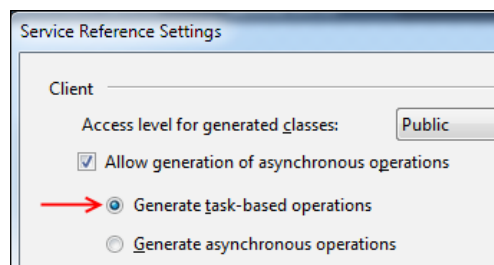 Service Reference Settings
Client
Access level for generated classes: Public
Allow generation of asynchronous operations
Generate task-based operations
Generate asynchronous operations